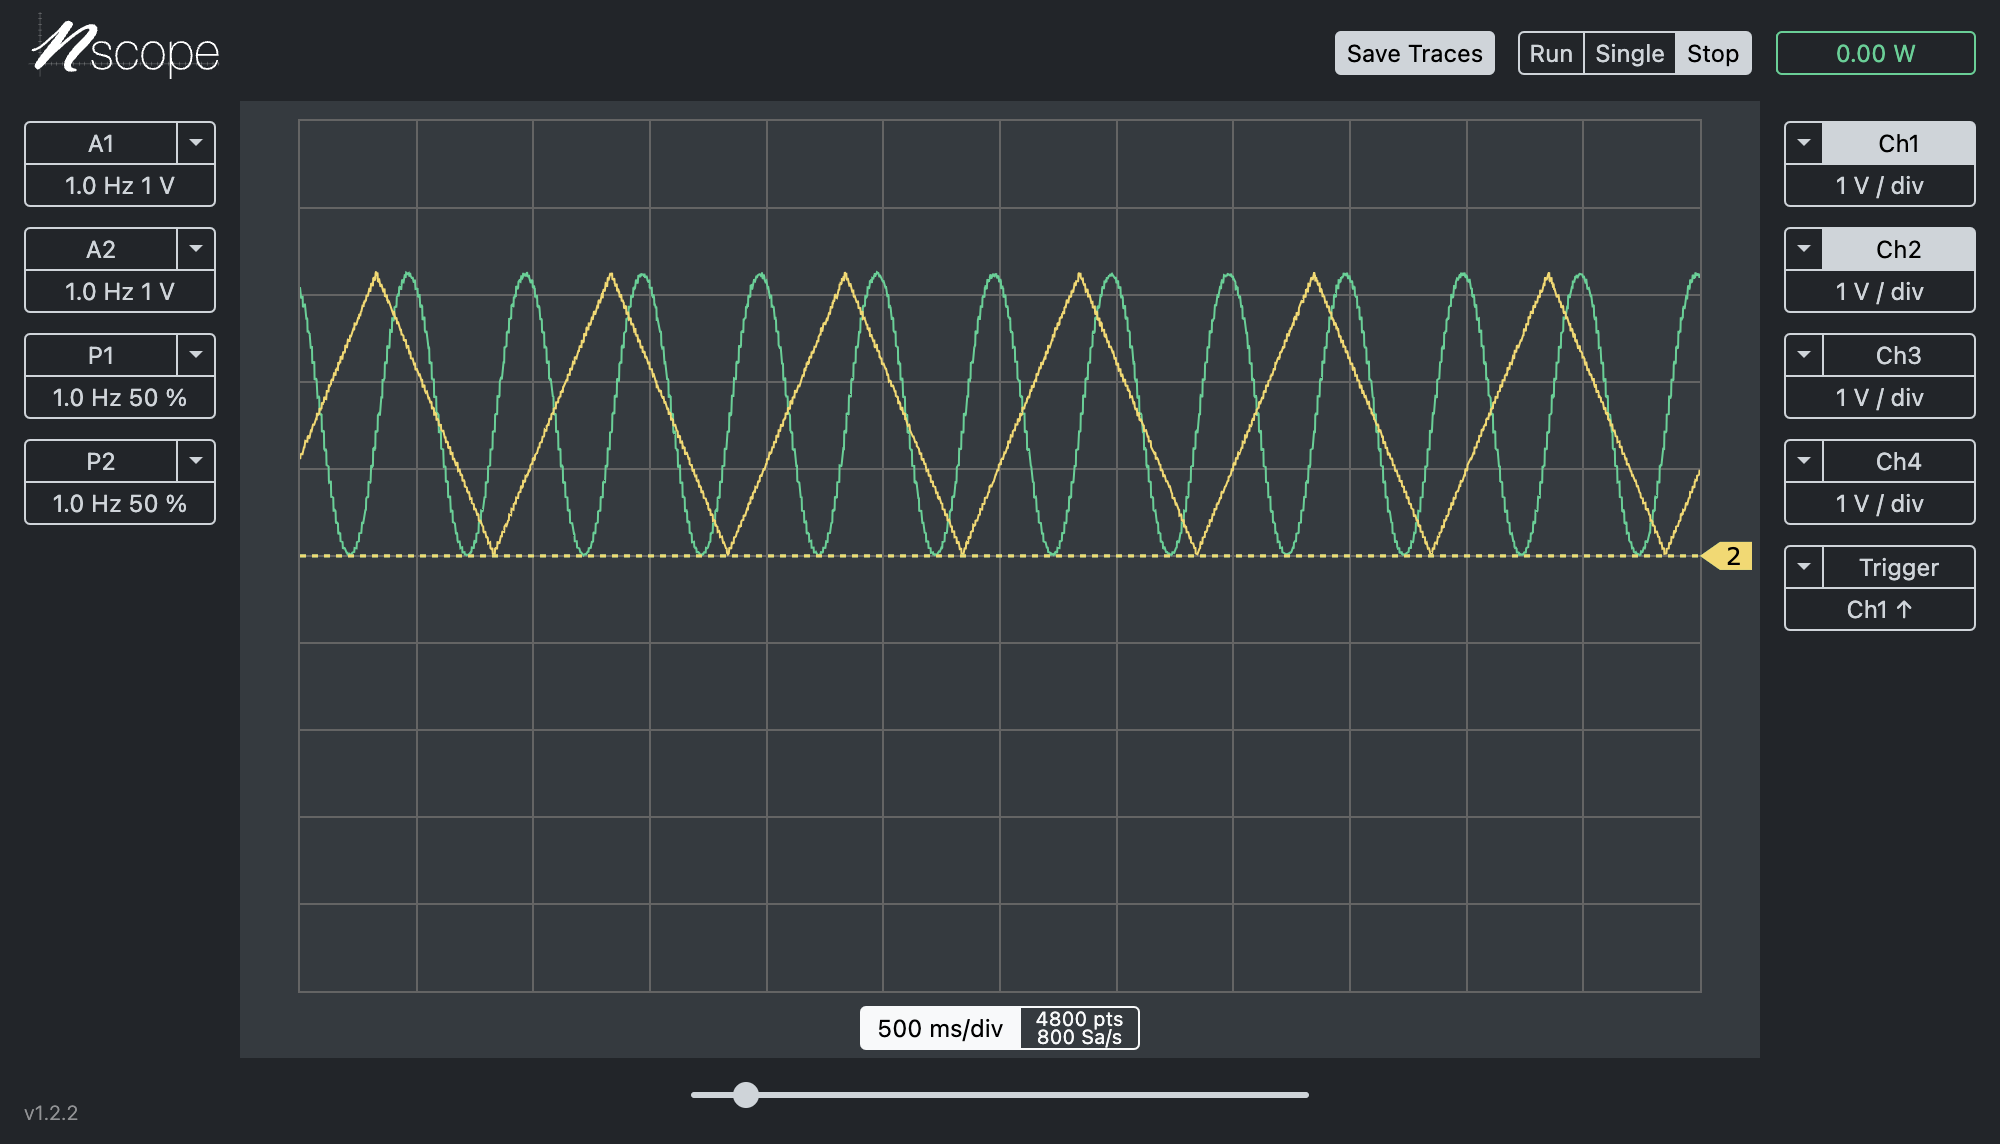 nscope
Save Traces
Run Single Stop
0.00 W
A1
1.0 Hz 1 V
A2
1.0 Hz 1 V
P1
1.0 Hz 50 %
P2
1.0 Hz 50 %
Ch1
1 V / div
Ch2
1 V / div
Ch3
1 V / div
Ch4
1 V / div
Trigger
Ch1 ↑
2
500 ms/div
4800 pts
800 Sa/s
v1.2.2